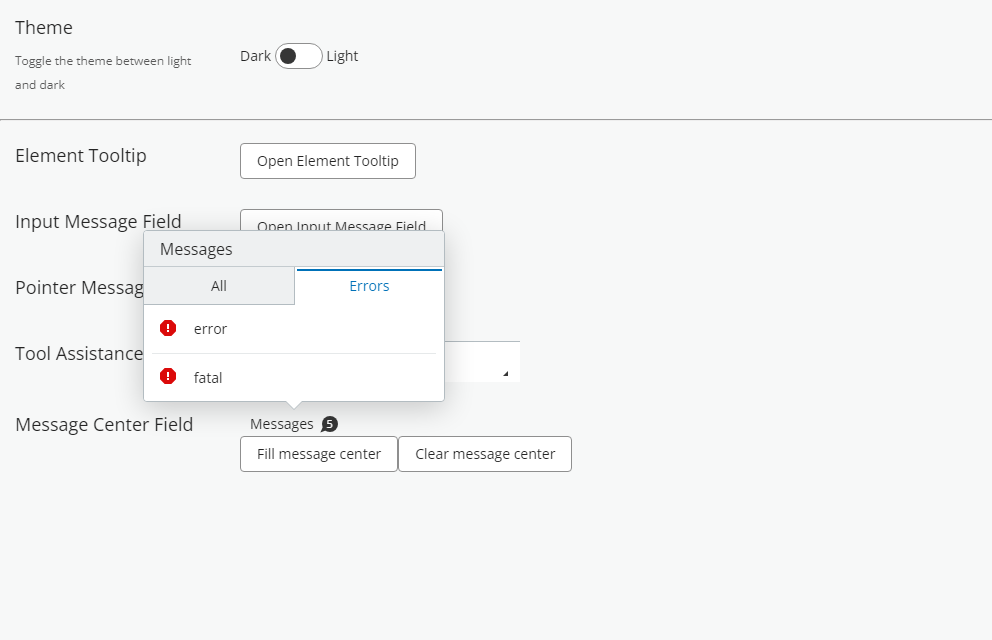 Theme
Toggle the theme between light
and dark
Dark Light
Element Tooltip
Open Element Tooltip
Input Message Field
Open Input Message Field
Messages
All Errors
Pointer Messag
error
Tool Assistance
fatal
Message Center Field
Messages 5
Fill message center Clear message center